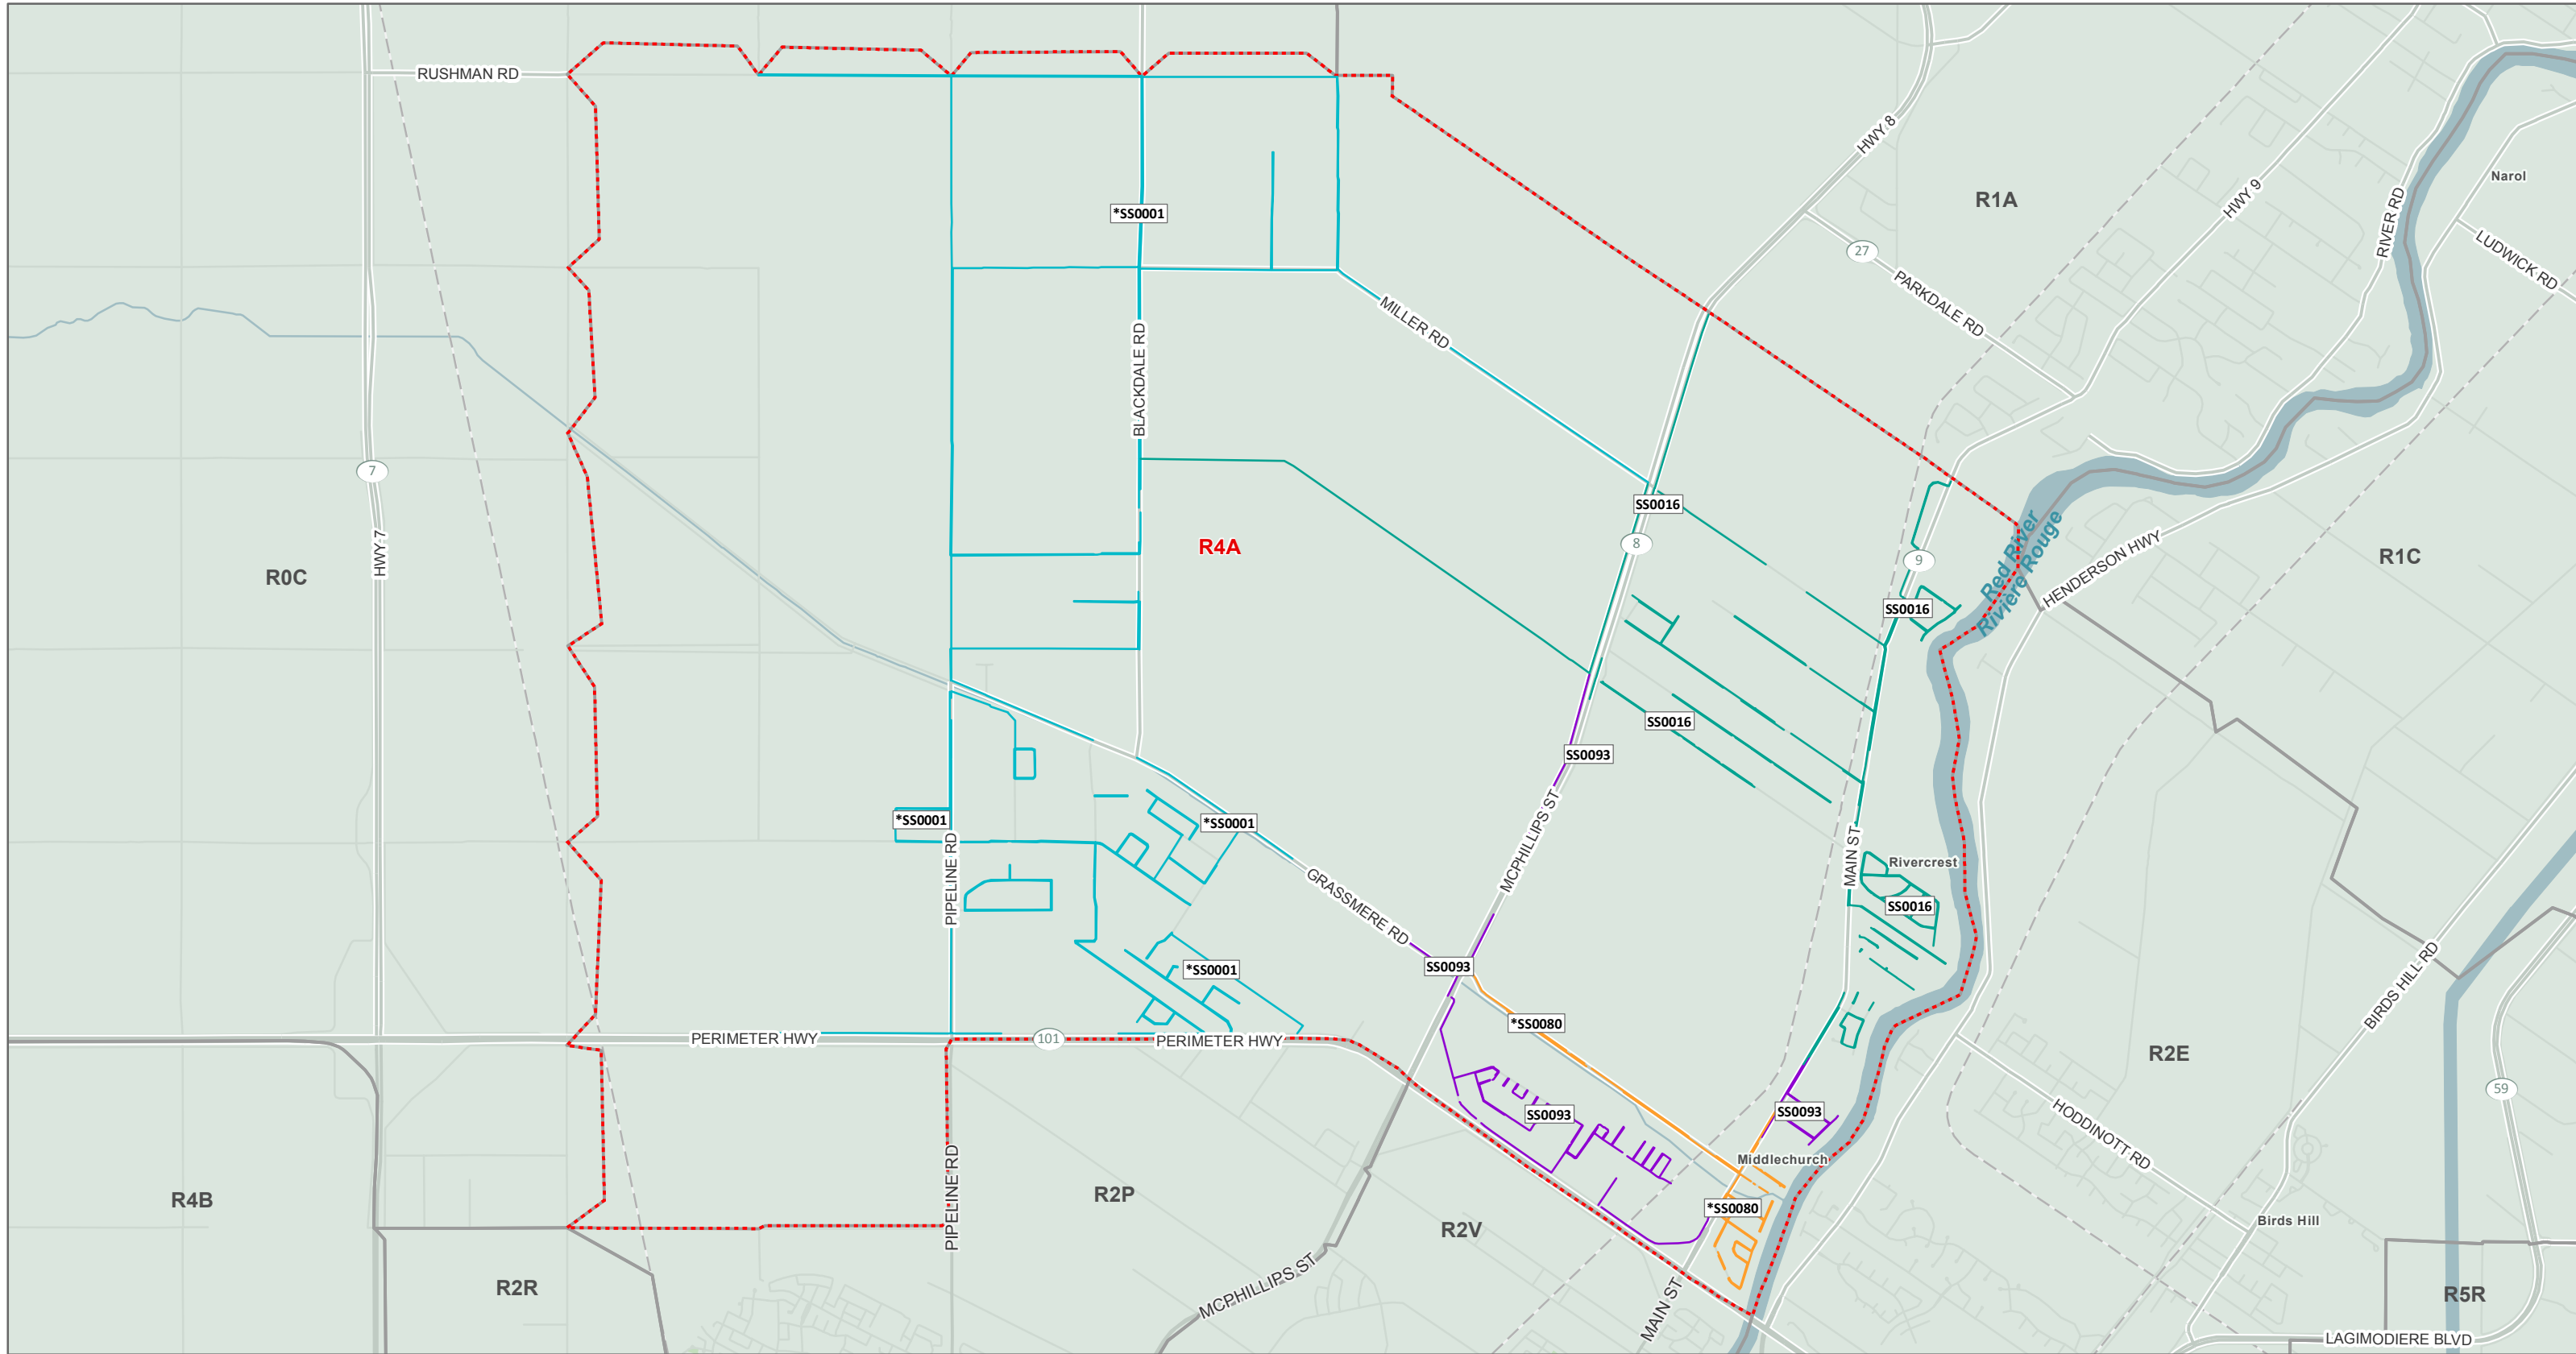 RUSHMAN RD
HWY 8
R1A
Narol
HWY 9
RIVER RD
*SS0001
27
LUDWICK RD
PARKDALE RD
MILLER RD
BLACKDALE RD
7
SS0016
HWY 7
R4A
8
9
Red River
Rivière Rouge
HENDERSON HWY
R1C
R0C
SS0016
SS0016
SS0093
*SS0001
*SS0001
MCPHILLIPS ST
MAIN ST
Rivercrest
PIPELINE RD
GRASSMERE RD
SS0016
*SS0001
SS0093
BIRDS HILL RD
*SS0080
PERIMETER HWY
101
PERIMETER HWY
R2E
59
SS0093
SS0093
HODDINOTT RD
Middlechurch
R4B
R2P
PIPELINE RD
*SS0080
R2V
Birds Hill
R2R
MCPHILLIPS ST
MAIN ST
R5R
LAGIMODIERE BLVD